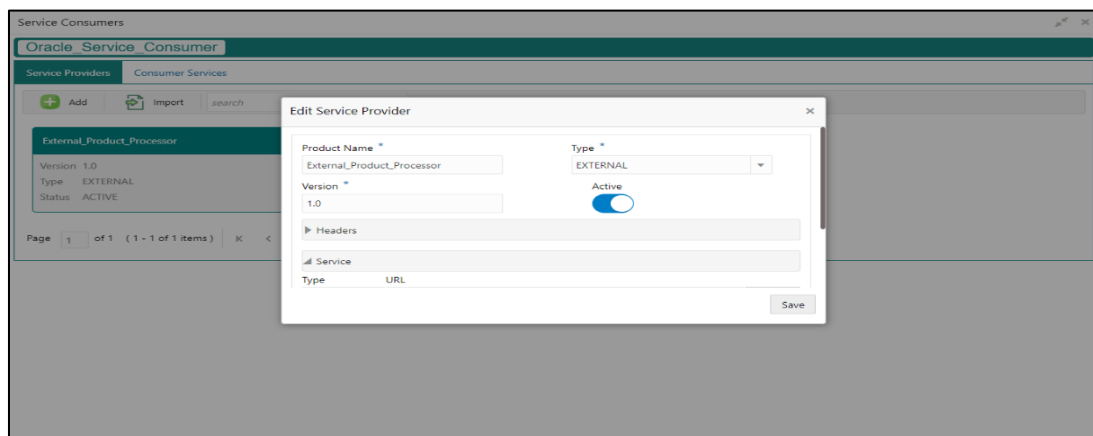 Service Consumers
Oracle_Service_Consumer
Service Providers Consumer Services
Add Import search
External_Product_Processor
Version 1.0
Type EXTERNAL
Status ACTIVE
Page 1 of 1 (1 - 1 of 1 items)
Edit Service Provider
Product Name * Type *
External_Product_Processor EXTERNAL
Version * Active
1.0
Headers
Service
Type URL
Save